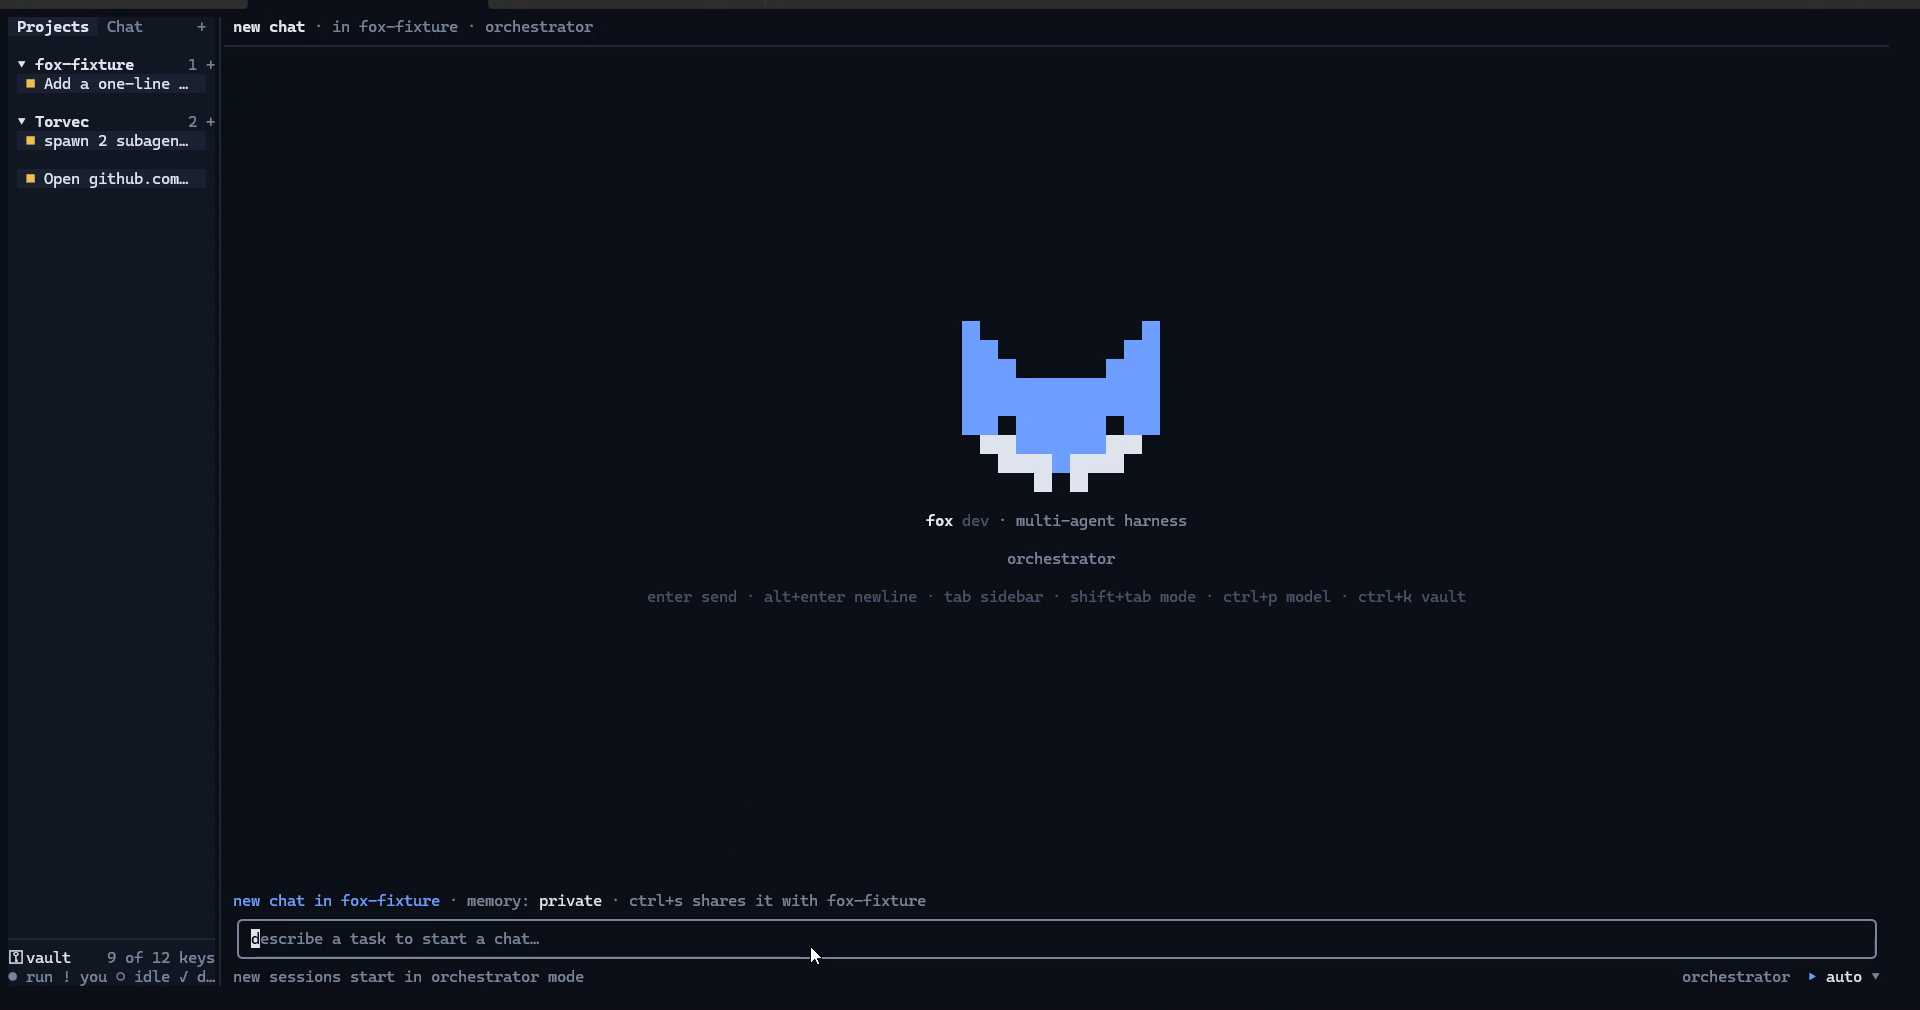 Projects Chat +
new chat · in fox-fixture · orchestrator
▼ fox-fixture 1 +
Add a one-line …
▼ Torvec 2 +
spawn 2 subagen…
Open github.com…
fox dev · multi-agent harness
orchestrator
enter send · alt+enter newline · tab sidebar · shift+tab mode · ctrl+p model · ctrl+k vault
new chat in fox-fixture · memory: private · ctrl+s shares it with fox-fixture
describe a task to start a chat…
vault 9 of 12 keys
● run ! you ○ idle √ d…
new sessions start in orchestrator mode
orchestrator ▶ auto ▼